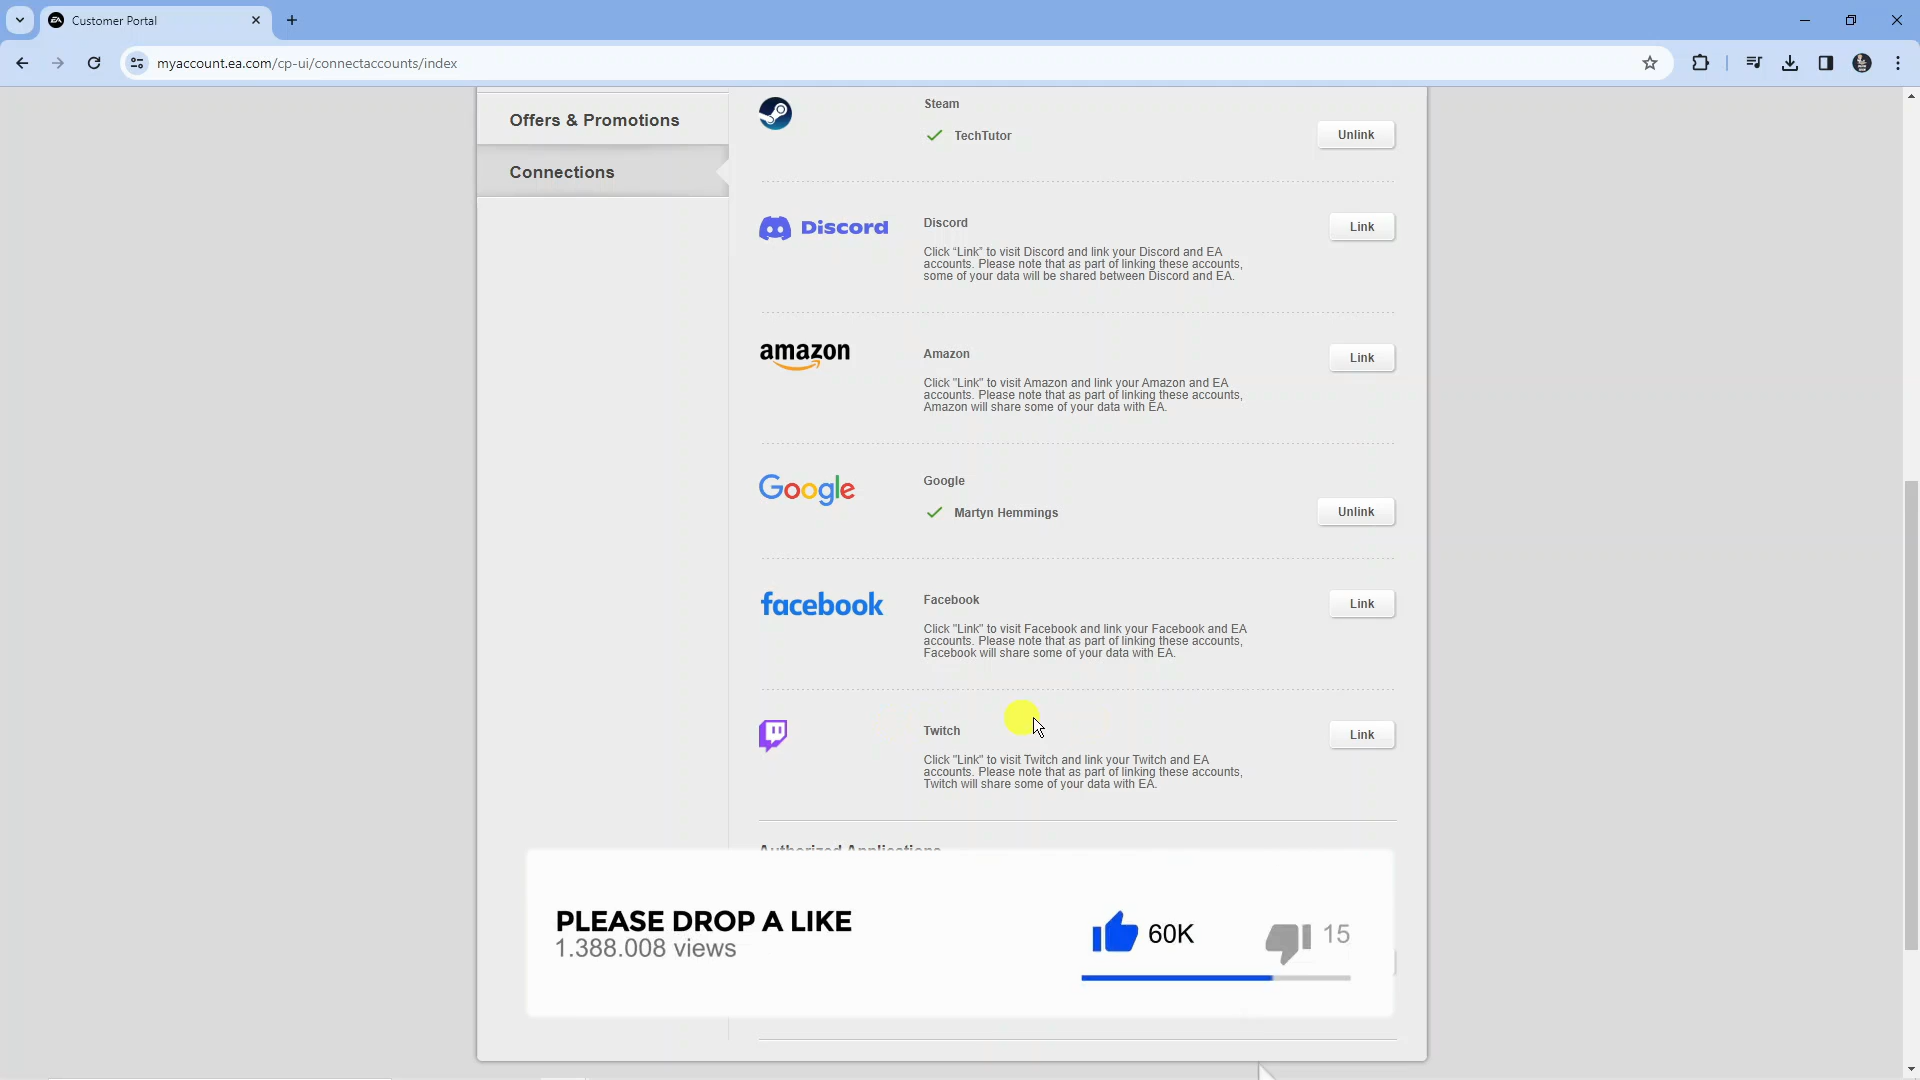 Customer Portal
myaccount.ea.com/cp-ui/connectaccounts/index
Offers & Promotions
Connections
Steam
TechTutor
Unlink
Discord
Discord
Click “Link” to visit Discord and link your Discord and EA
accounts. Please note that as part of linking these accounts,
some of your data will be shared between Discord and EA.
Link
amazon
Amazon
Click "Link" to visit Amazon and link your Amazon and EA
accounts. Please note that as part of linking these accounts,
Amazon will share some of your data with EA.
Link
Google
Google
Martyn Hemmings
Unlink
facebook
Facebook
Click "Link" to visit Facebook and link your Facebook and EA
accounts. Please note that as part of linking these accounts,
Facebook will share some of your data with EA.
Link
Twitch
Click "Link" to visit Twitch and link your Twitch and EA
accounts. Please note that as part of linking these accounts,
Twitch will share some of your data with EA.
Link
Authorized Applications
PLEASE DROP A LIKE
1.388.008 views
60K
15